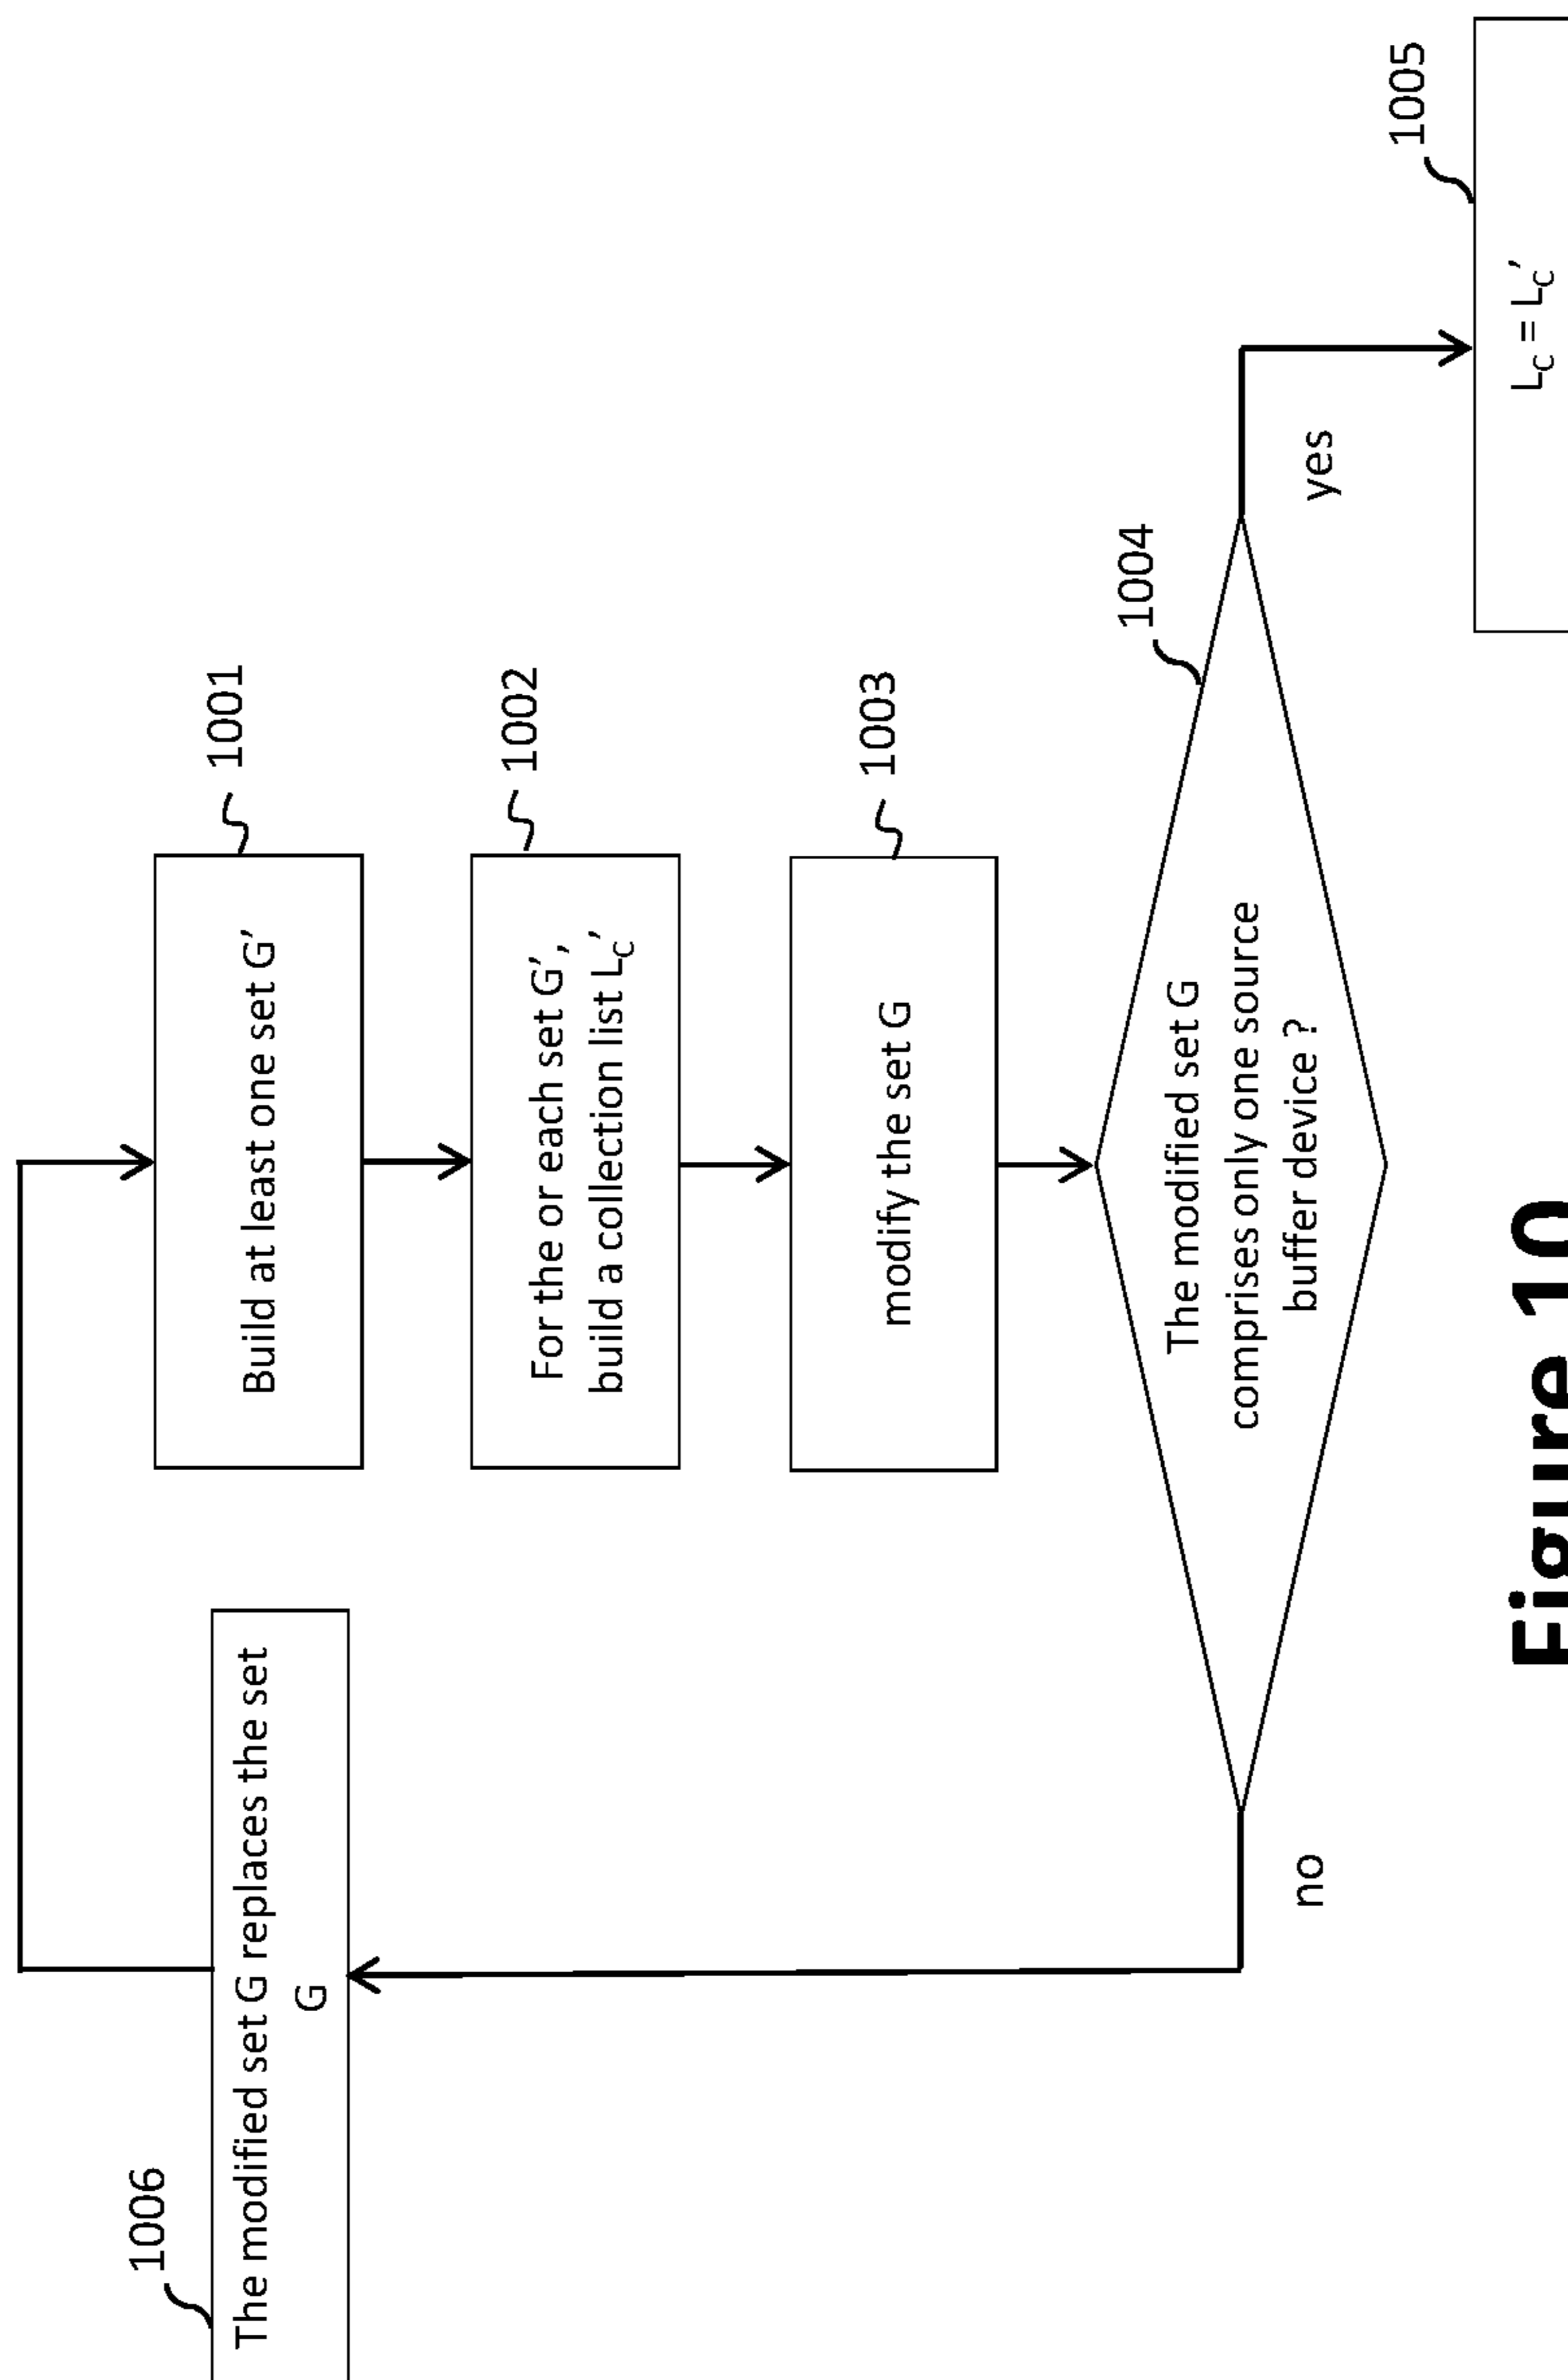 1006
The modified set G replaces the set
G
Build at least one set G'
1001
For the or each set G',
build a collection list L_C'
1002
modify the set G
1003
The modified set G
comprises only one source
buffer device ?
1004
no
yes
1005
L_C = L_C'
Figure 10